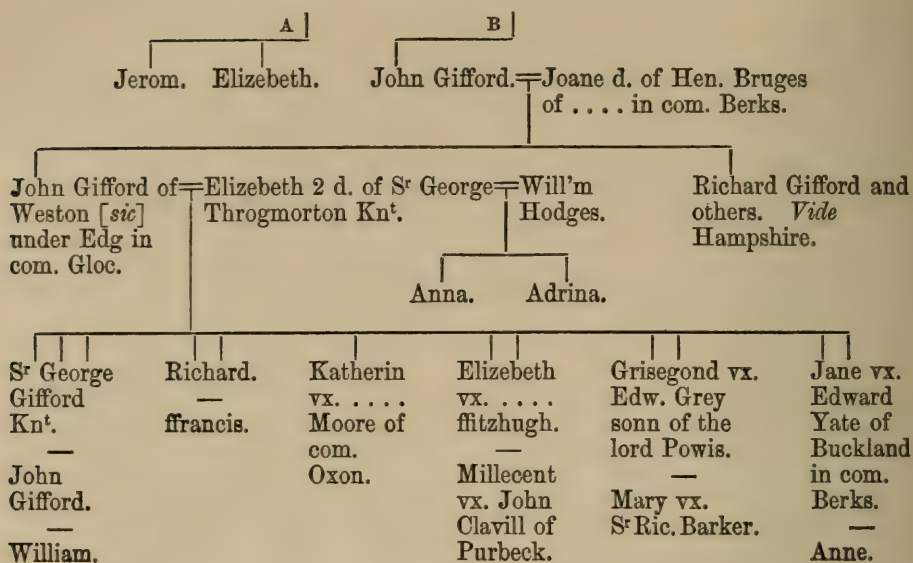 A
B
Jerom. Elizebeth.
John Gifford.
Joane d. of Hen. Bruges
of .... in com. Berks.
John Gifford of
Weston [sic]
under Edg in
com. Gloc.
Elizebeth 2 d. of Sʳ George
Throgmorton Knᵗ.
Will'm
Hodges.
Richard Gifford and
others. Vide
Hampshire.
Anna.
Adrina.
Sʳ George
Gifford
Knᵗ.
—
John
Gifford.
—
William.
Richard.
—
ffrancis.
Katherin
vx. .....
Moore of
com.
Oxon.
Elizebeth
vx. .....
ffitzhugh.
—
Millecent
vx. John
Clavill of
Purbeck.
Grisegond vx.
Edw. Grey
sonn of the
lord Powis.
—
Mary vx.
Sʳ Ric. Barker.
Jane vx.
Edward
Yate of
Buckland
in com.
Berks.
—
Anne.